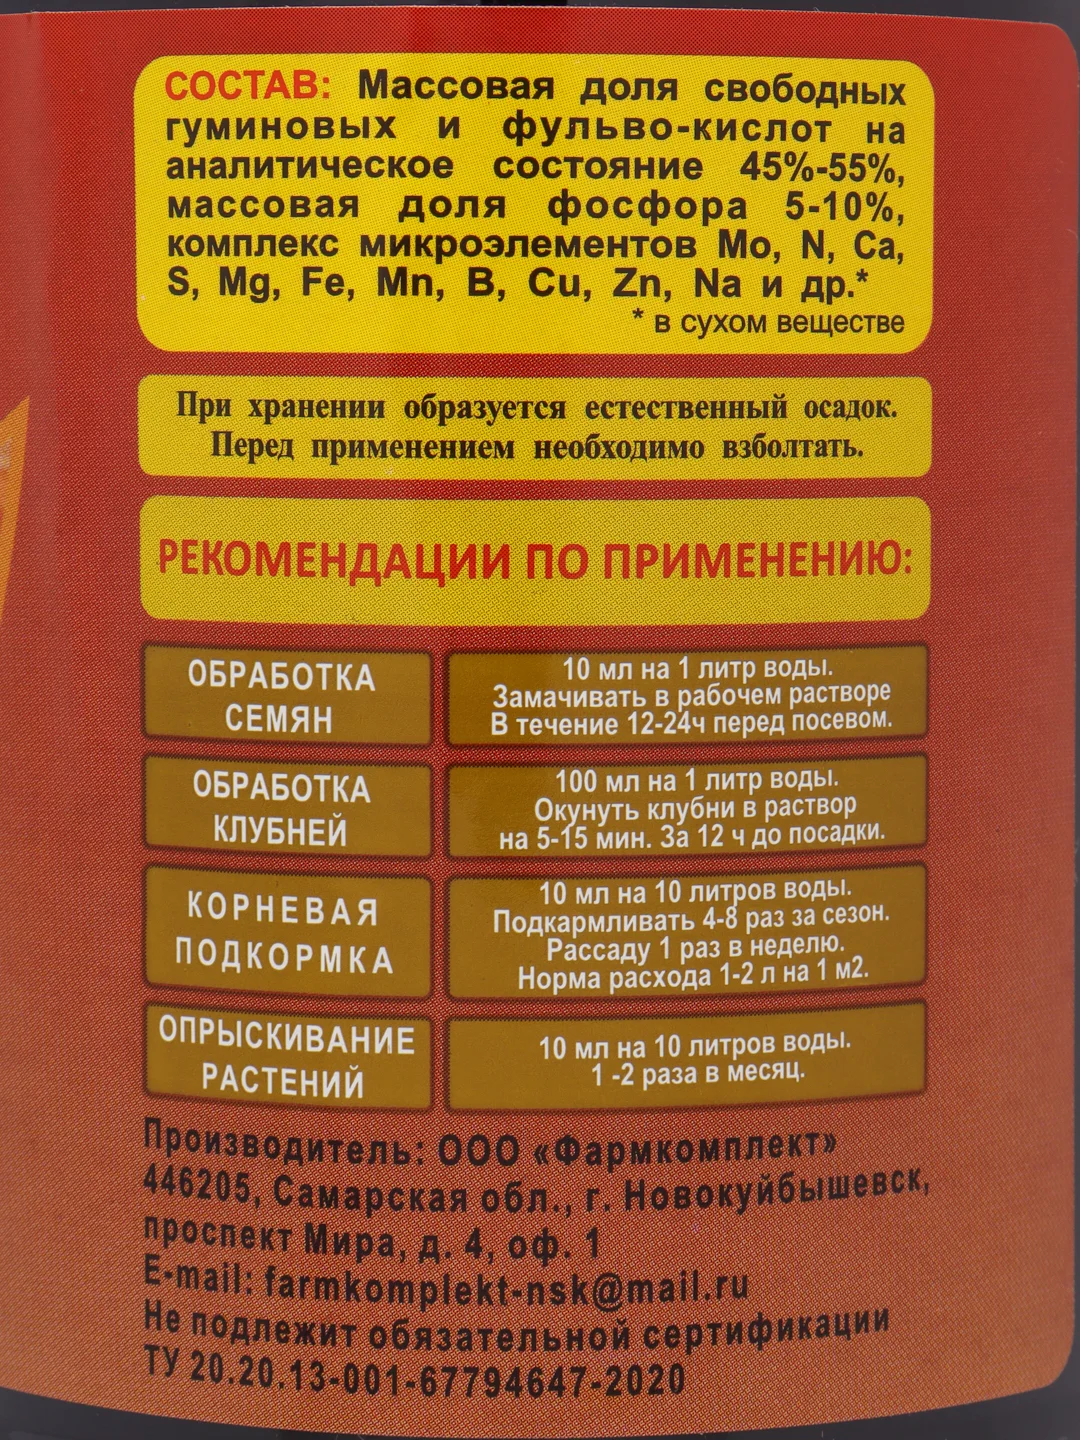 СОСТАВ: Массовая доля свободных
гуминовых и фульво-кислот на
аналитическое состояние 45%-55%,
массовая доля фосфора 5-10%,
комплекс микроэлементов Mo, N, Ca,
S, Mg, Fe, Mn, B, Cu, Zn, Na и др.*
* в сухом веществе
При хранении образуется естественный осадок.
Перед применением необходимо взболтать.
РЕКОМЕНДАЦИИ ПО ПРИМЕНЕНИЮ:
ОБРАБОТКА
СЕМЯН
10 мл на 1 литр воды.
Замачивать в рабочем растворе
В течение 12-24ч перед посевом.
ОБРАБОТКА
КЛУБНЕЙ
100 мл на 1 литр воды.
Окунуть клубни в раствор
на 5-15 мин. За 12 ч до посадки.
КОРНЕВАЯ
ПОДКОРМКА
10 мл на 10 литров воды.
Подкармливать 4-8 раз за сезон.
Рассаду 1 раз в неделю.
Норма расхода 1-2 л на 1 м2.
ОПРЫСКИВАНИЕ
РАСТЕНИЙ
10 мл на 10 литров воды.
1 -2 раза в месяц.
Производитель: ООО «Фармкомплект»
446205, Самарская обл., г. Новокуйбышевск,
проспект Мира, д. 4, оф. 1
E-mail: farmkomplekt-nsk@mail.ru
Не подлежит обязательной сертификации
ТУ 20.20.13-001-67794647-2020